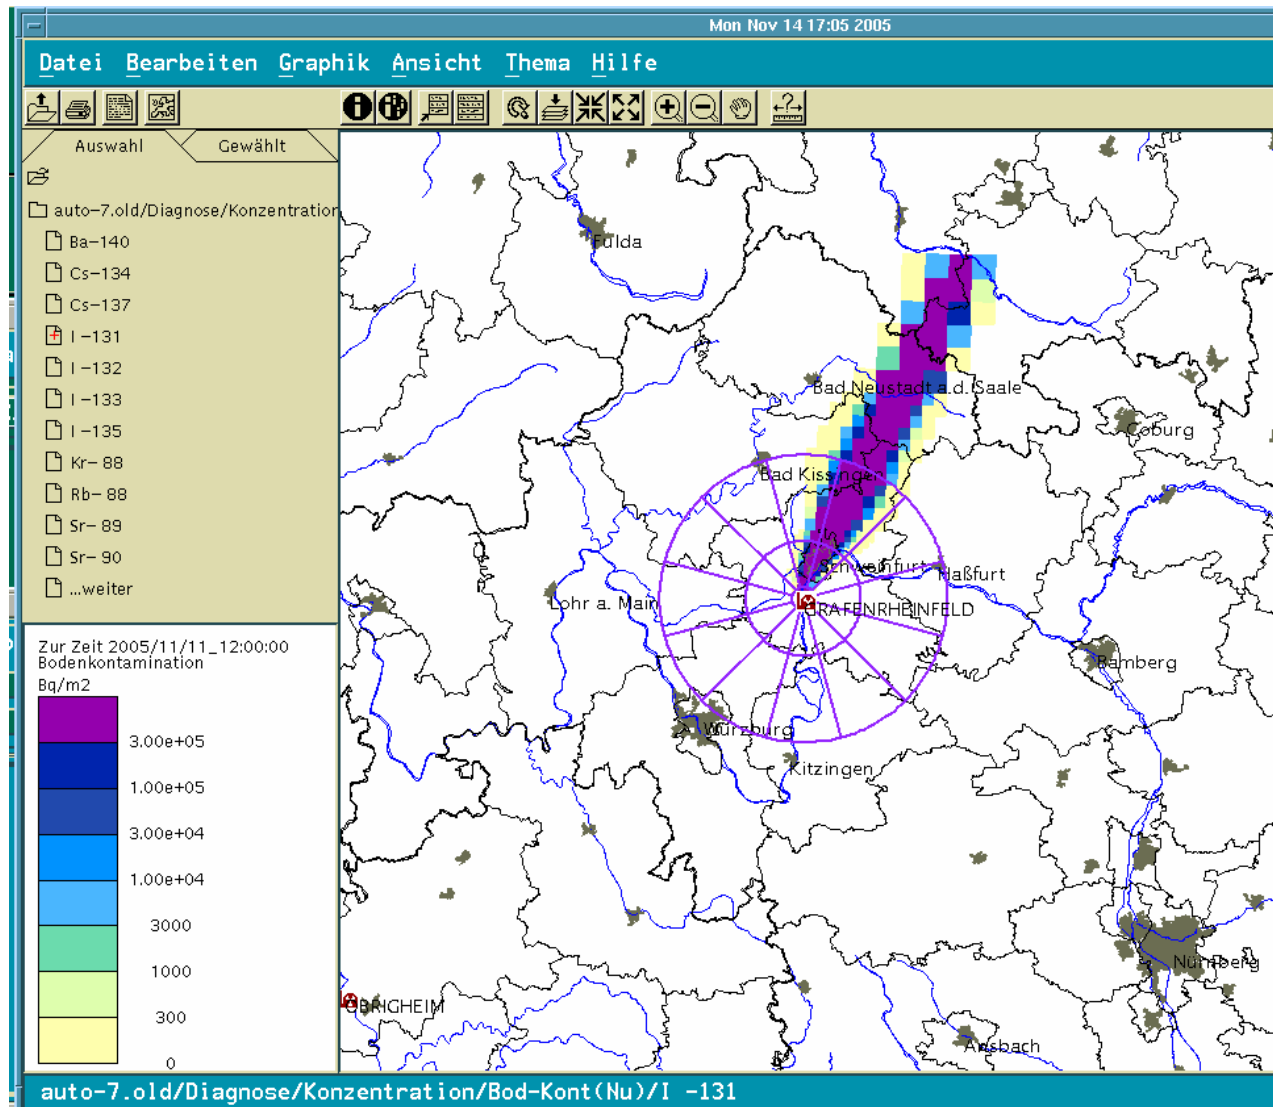 Mon Nov 14 17:05 2005
Datei Bearbeiten Graphik Ansicht Thema Hilfe
Auswahl Gewählt
auto-7.old/Diagnose/Konzentration
Ba-140
Cs-134
Cs-137
I -131
I -132
I -133
I -135
Kr- 88
Rb- 88
Sr- 89
Sr- 90
...weiter
Zur Zeit 2005/11/11_12:00:00
Bodenkontamination
Bq/m2
3.00e+05
1.00e+05
3.00e+04
1.00e+04
3000
1000
300
0
Fulda
Bad Neustadt a.d. Saale
Coburg
Bad Kissingen
Schweinfurt
Haßfurt
Lohr a. Main
GRAFENRHEINFELD
Bamberg
Würzburg
Kitzingen
Nürnberg
OBRIGHEIM
Ansbach
auto-7.old/Diagnose/Konzentration/Bod-Kont(Nu)/I -131